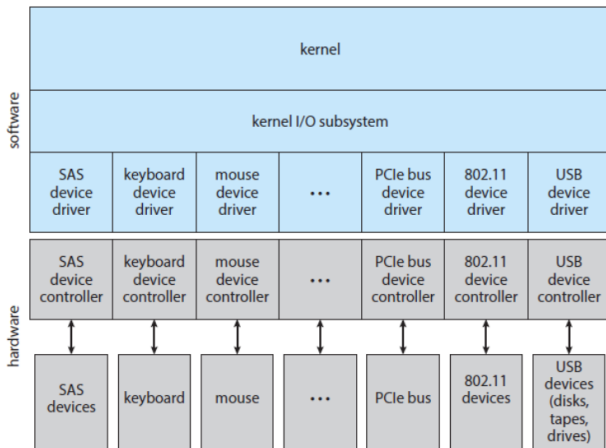 software
kernel
kernel I/O subsystem
SAS
device
driver
keyboard
device
driver
mouse
device
driver
•••
PCIe bus
device
driver
802.11
device
driver
USB
device
driver
hardware
SAS
device
controller
keyboard
device
controller
mouse
device
controller
•••
PCIe bus
device
controller
802.11
device
controller
USB
device
controller
SAS
devices
keyboard
mouse
•••
PCIe bus
802.11
devices
USB
devices
(disks,
tapes,
drives)